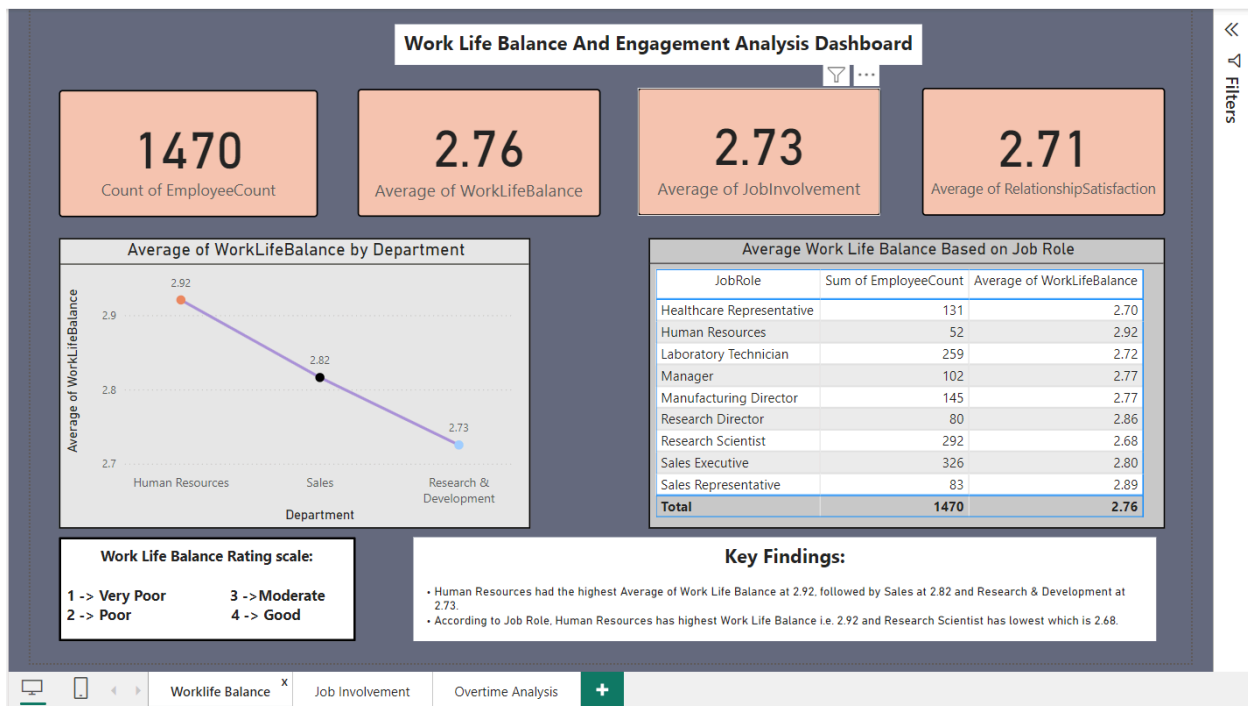 Work Life Balance And Engagement Analysis Dashboard
Filters
1470
Count of EmployeeCount
2.76
Average of WorkLifeBalance
2.73
Average of JobInvolvement
2.71
Average of RelationshipSatisfaction
Average of WorkLifeBalance by Department
Average of WorkLifeBalance
2.9
2.8
2.7
2.92
2.82
2.73
Human Resources
Sales
Research &
Development
Department
Average Work Life Balance Based on Job Role
JobRole Sum of EmployeeCount Average of WorkLifeBalance
Healthcare Representative 131 2.70
Human Resources 52 2.92
Laboratory Technician 259 2.72
Manager 102 2.77
Manufacturing Director 145 2.77
Research Director 80 2.86
Research Scientist 292 2.68
Sales Executive 326 2.80
Sales Representative 83 2.89
Total 1470 2.76
Work Life Balance Rating scale:
1 -> Very Poor 3 ->Moderate
2 -> Poor 4 -> Good
Key Findings:
• Human Resources had the highest Average of Work Life Balance at 2.92, followed by Sales at 2.82 and Research & Development at
2.73.
• According to Job Role, Human Resources has highest Work Life Balance i.e. 2.92 and Research Scientist has lowest which is 2.68.
Worklife Balance x
Job Involvement
Overtime Analysis
+